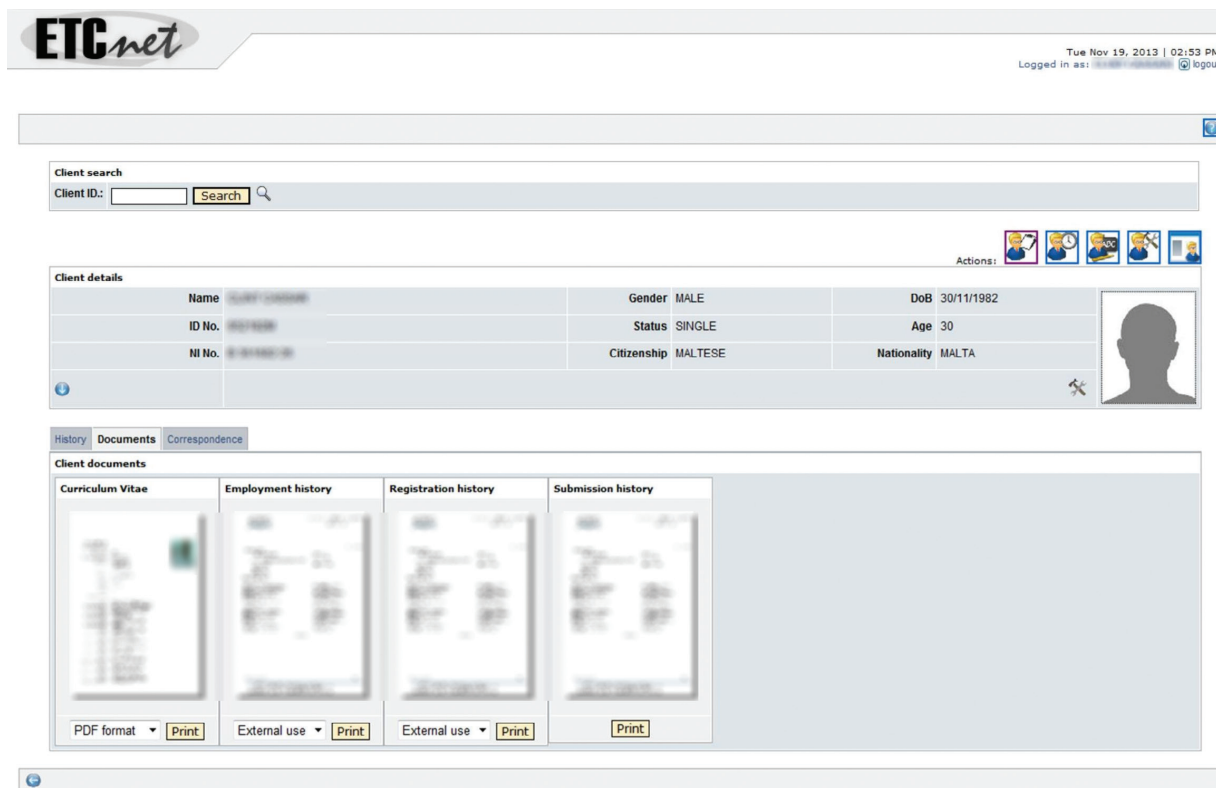 ETCnet
Tue Nov 19, 2013 | 02:53 PM
Logged in as: logou
Client search
Client ID.: Search
Actions:
Client details
Name Gender MALE DoB 30/11/1982
ID No. Status SINGLE Age 30
NI No. Citizenship MALTESE Nationality MALTA
History Documents Correspondence
Client documents
Curriculum Vitae Employment history Registration history Submission history
PDF format Print External use Print External use Print Print